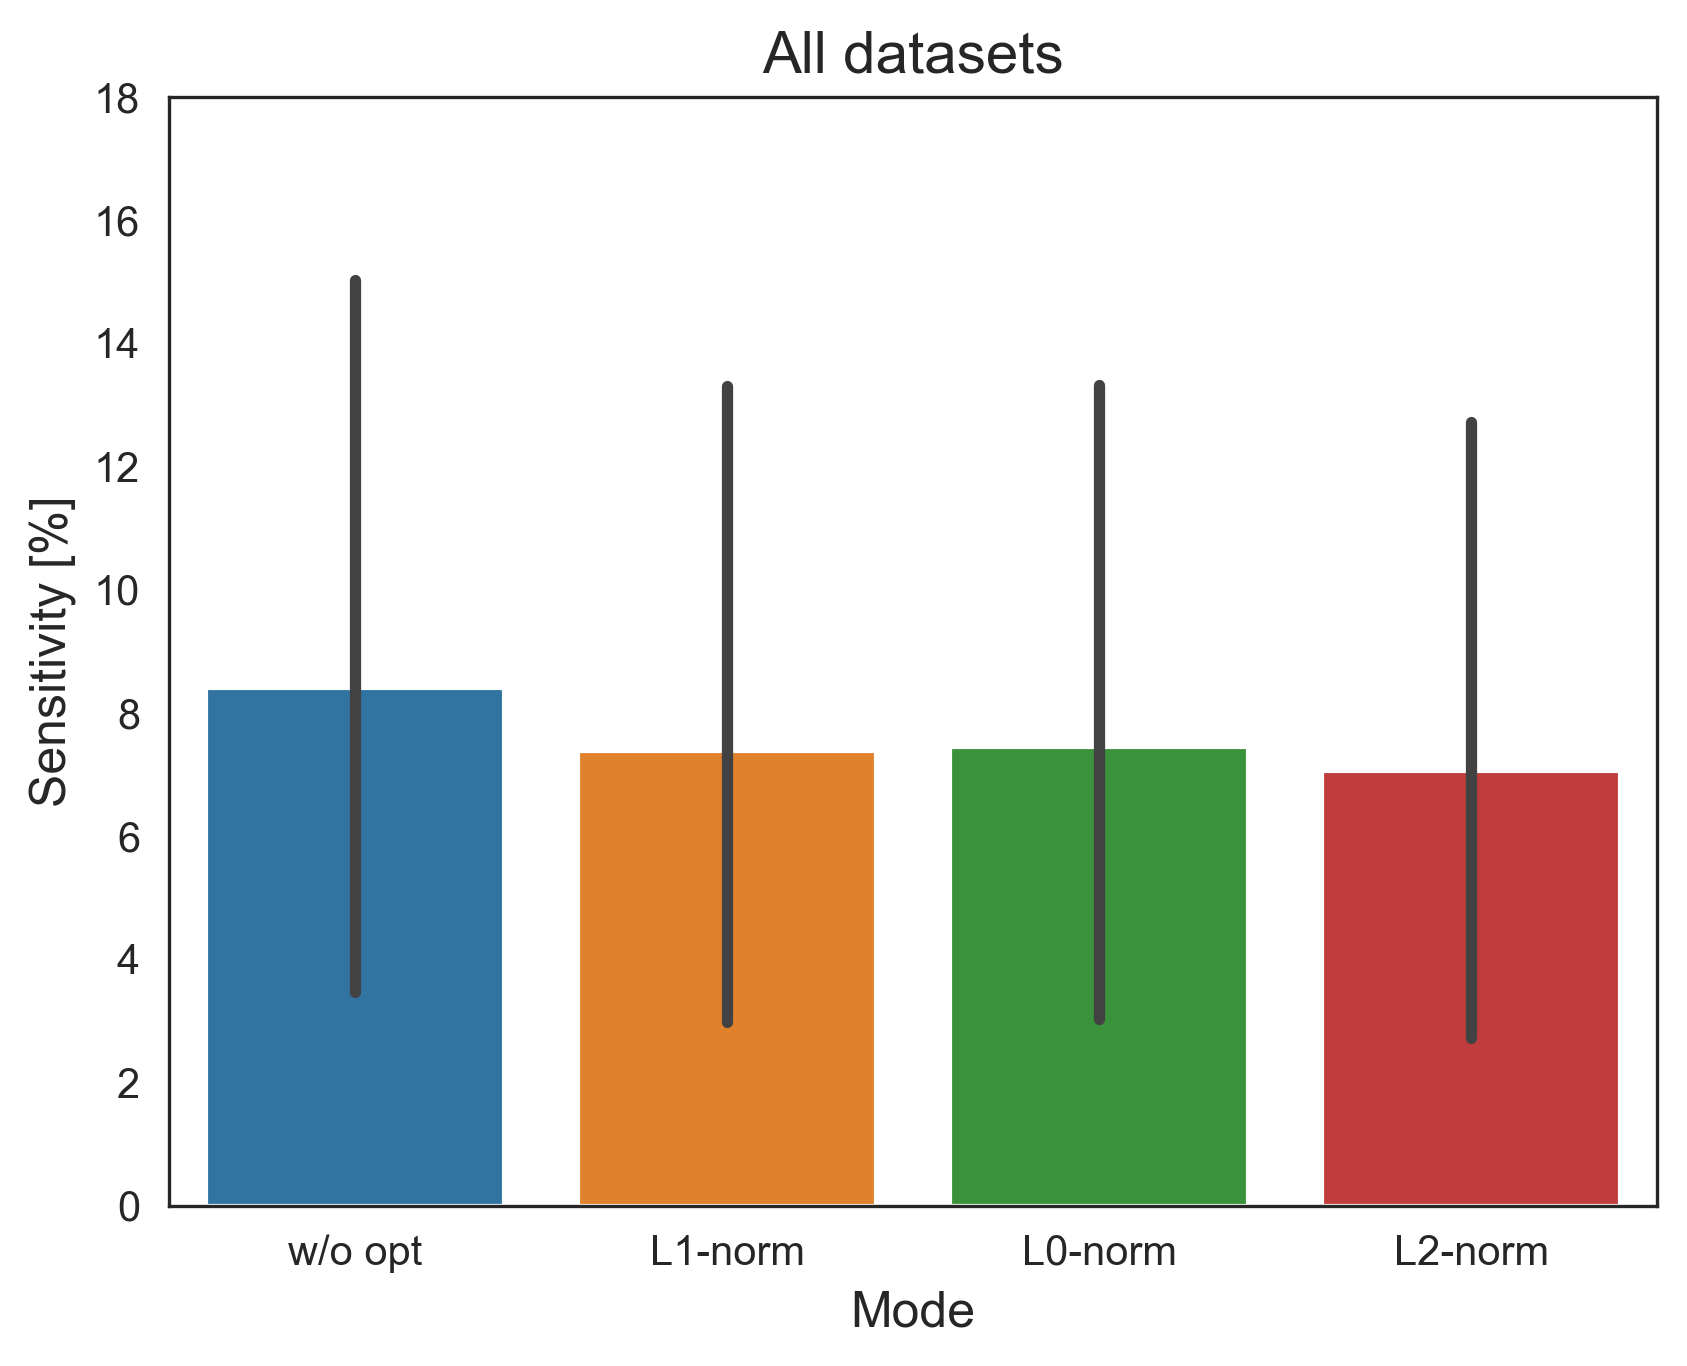 All datasets
18
16
14
12
10
8
6
4
2
0
Sensitivity [%]
w/o opt
L1-norm
L0-norm
L2-norm
Mode